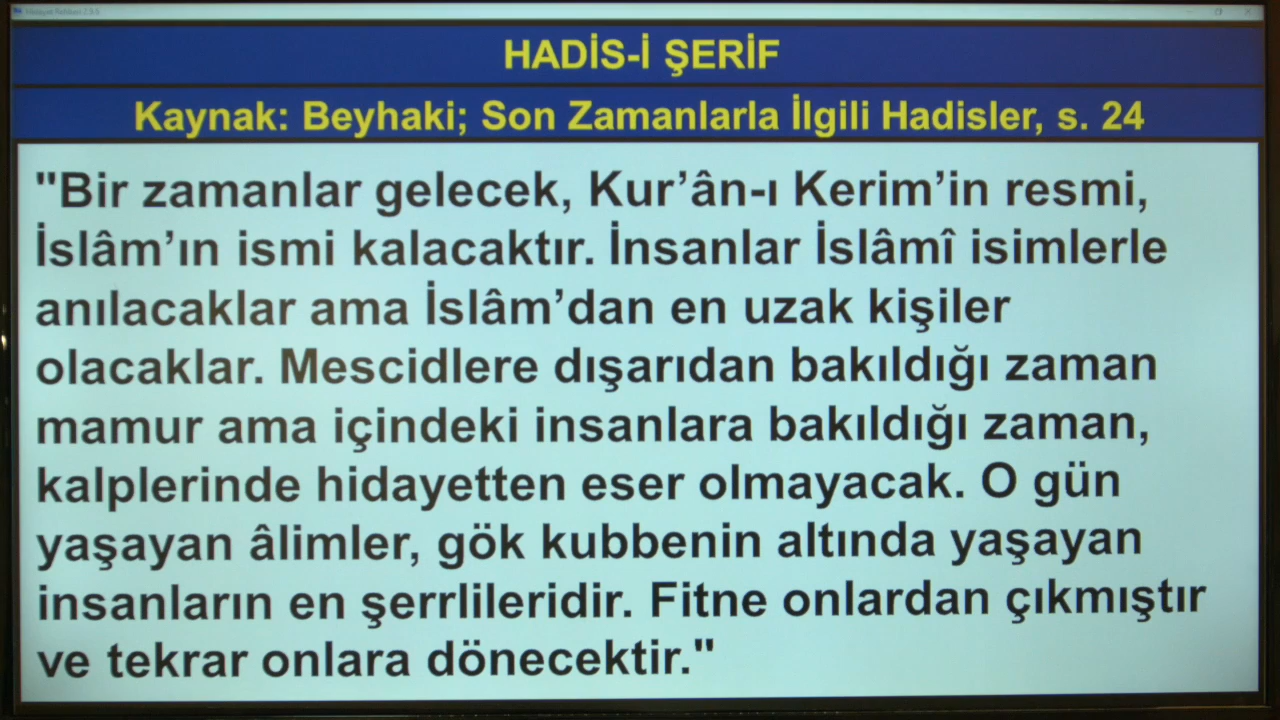 HADİS-İ ŞERİF
Kaynak: Beyhaki; Son Zamanlarla İlgili Hadisler, s. 24
"Bir zamanlar gelecek, Kur’ân-ı Kerim’in resmi,
İslâm’ın ismi kalacaktır. İnsanlar İslâmî isimlerle
anılacaklar ama İslâm’dan en uzak kişiler
olacaklar. Mescidlere dışarıdan bakıldığı zaman
mamur ama içindeki insanlara bakıldığı zaman,
kalplerinde hidayetten eser olmayacak. O gün
yaşayan âlimler, gök kubbenin altında yaşayan
insanların en şerrlileridir. Fitne onlardan çıkmıştır
ve tekrar onlara dönecektir."